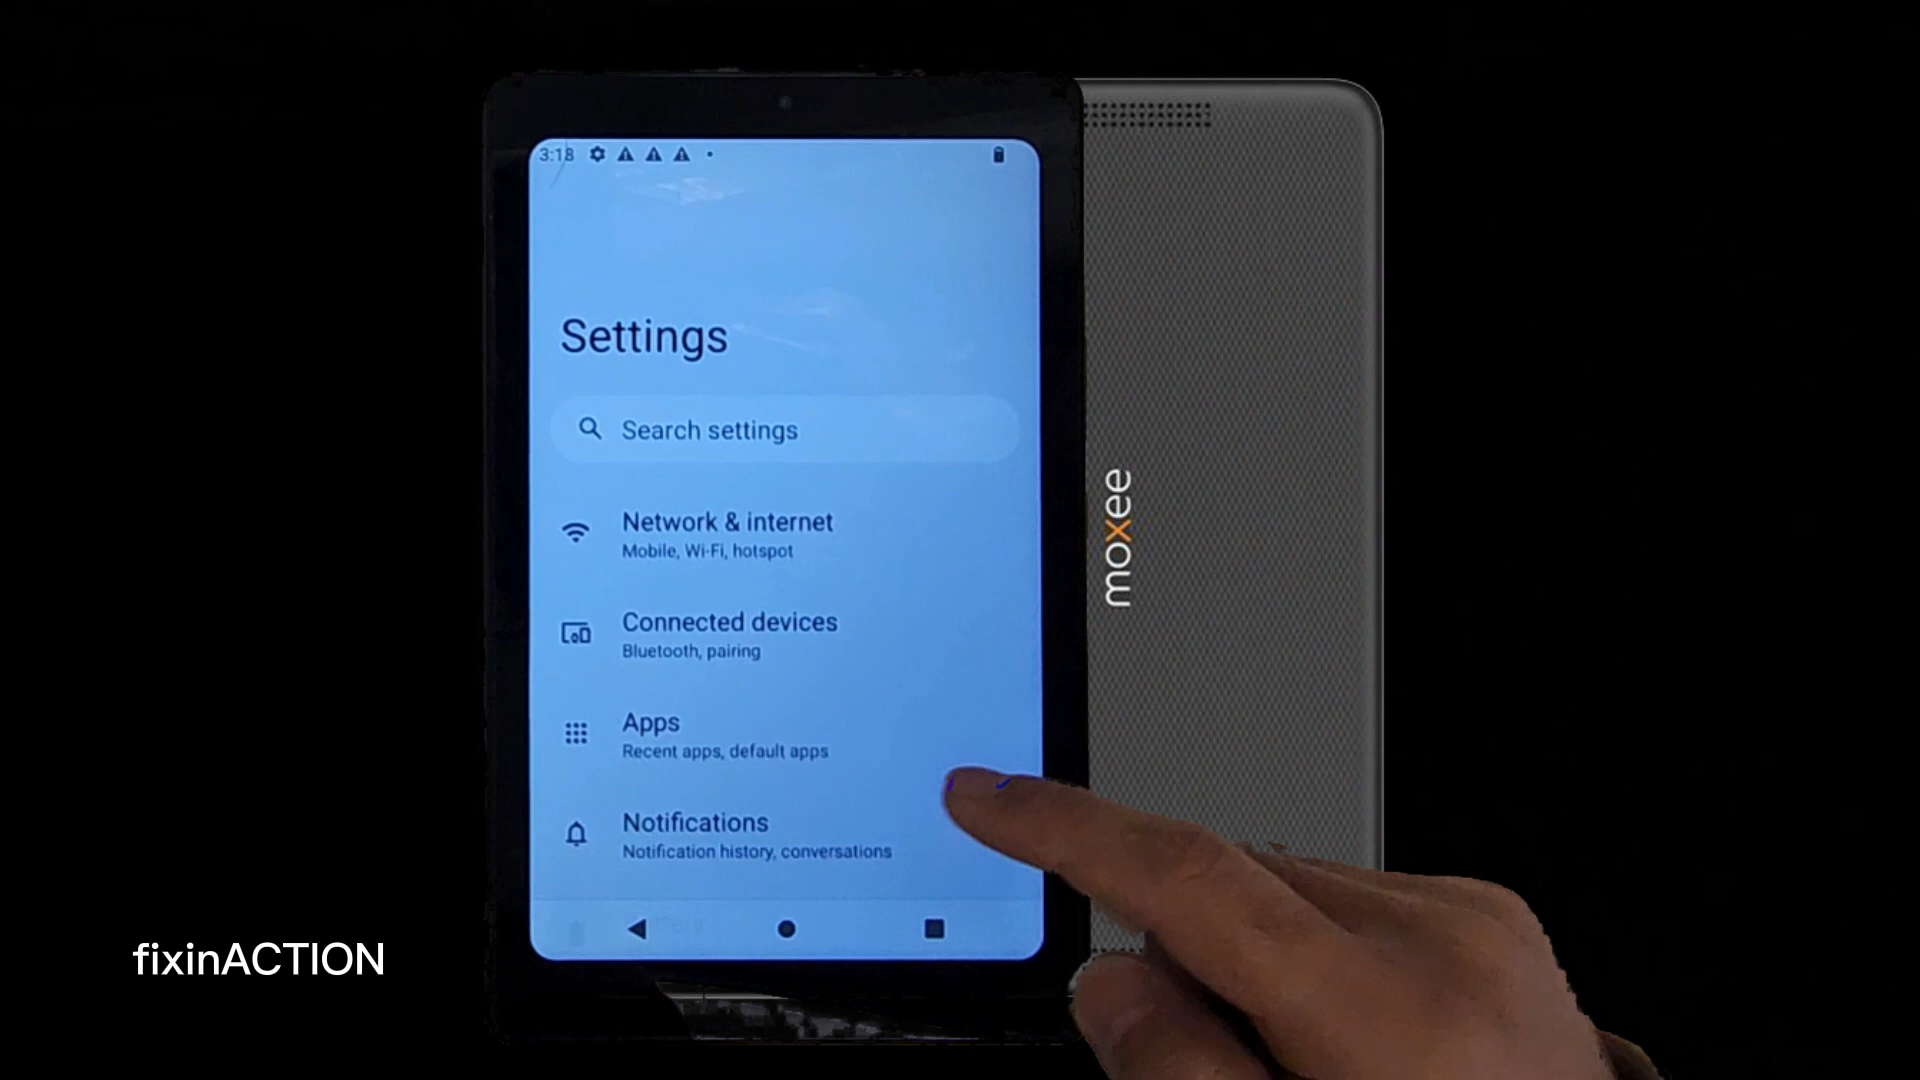 3:18
Settings
Search settings
Network & internet
Mobile, Wi-Fi, hotspot
Connected devices
Bluetooth, pairing
Apps
Recent apps, default apps
Notifications
Notification history, conversations
moxee
fixinACTION